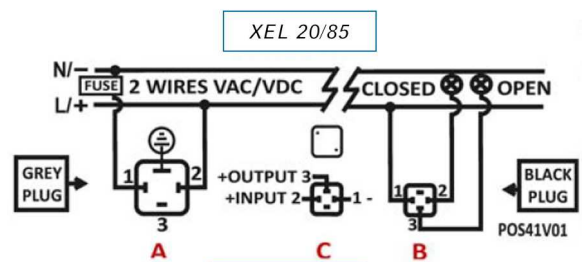 XEL 20/85
N/−
FUSE 2 WIRES VAC/VDC CLOSED OPEN
L/+
GREY PLUG
1 2
3
A
+OUTPUT 3
+INPUT 2 1 -
C
1 2
3
B
BLACK PLUG
POS41V01